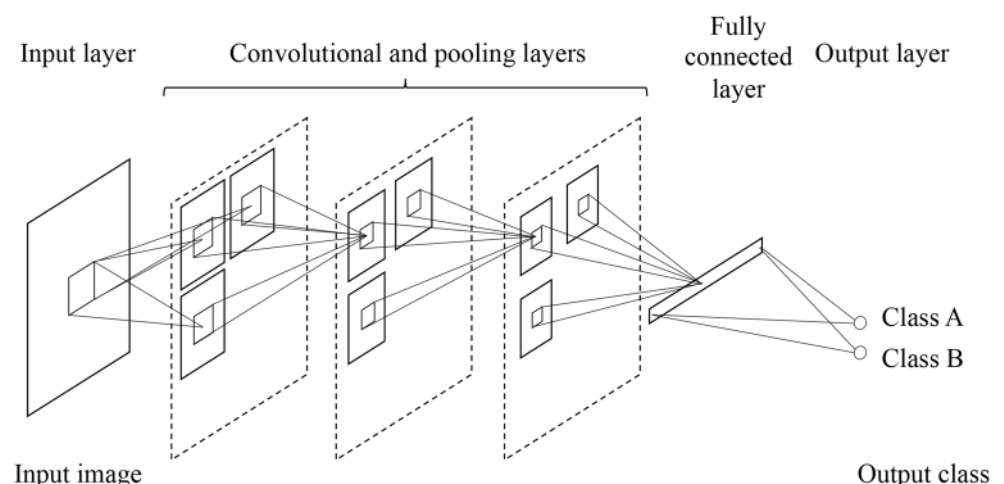 Input layer
Convolutional and pooling layers
Fully
connected
layer
Output layer
Class A
Class B
Input image
Output class